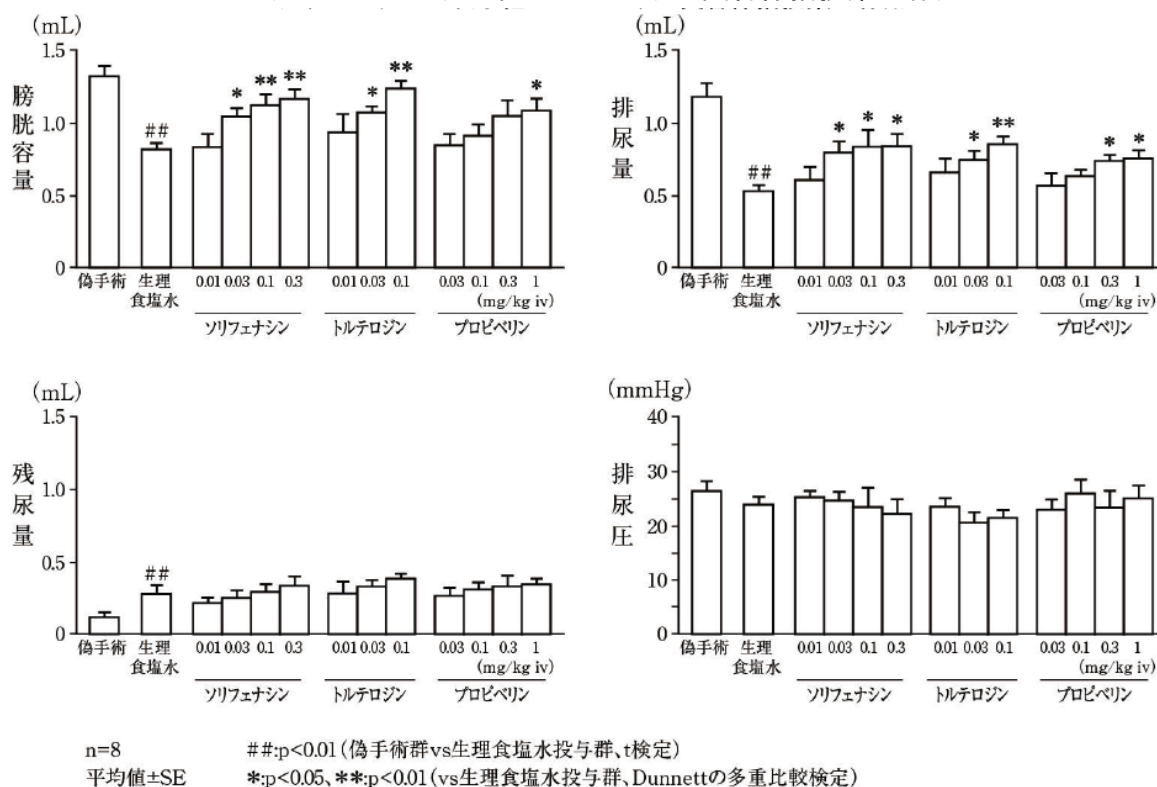 (mL)
1.5
1.0
0.5
0
膀胱容量
##
* ** **
* **
*
偽手術 生理食塩水 0.01 0.03 0.1 0.3 0.01 0.03 0.1 0.03 0.1 0.3 1
(mg/kg iv)
ソリフェナシン トルテロジン プロピベリン
(mL)
1.5
1.0
0.5
0
排尿量
##
* * *
* **
* *
偽手術 生理食塩水 0.01 0.03 0.1 0.3 0.01 0.03 0.1 0.03 0.1 0.3 1
(mg/kg iv)
ソリフェナシン トルテロジン プロピベリン
(mL)
1.5
1.0
0.5
0
残尿量
##
偽手術 生理食塩水 0.01 0.03 0.1 0.3 0.01 0.03 0.1 0.03 0.1 0.3 1
(mg/kg iv)
ソリフェナシン トルテロジン プロピベリン
(mmHg)
40
30
20
10
0
排尿圧
偽手術 生理食塩水 0.01 0.03 0.1 0.3 0.01 0.03 0.1 0.03 0.1 0.3 1
(mg/kg iv)
ソリフェナシン トルテロジン プロピベリン
n=8 ##:p<0.01(偽手術群vs生理食塩水投与群、t検定)
平均値±SE *:p<0.05、**:p<0.01(vs生理食塩水投与群、Dunnettの多重比較検定)